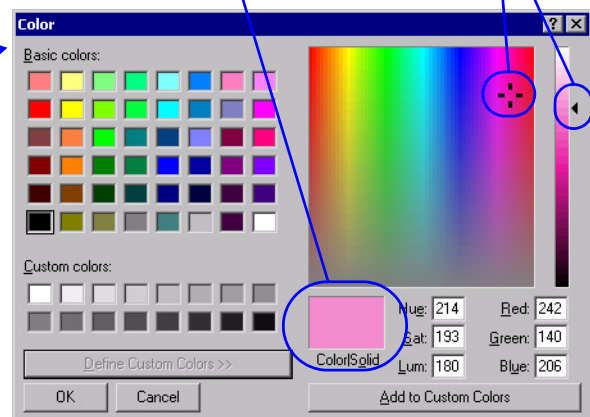 Color
Basic colors:
Custom colors:
Define Custom Colors >>
OK Cancel
Color|Solid
Hue: 214 Red: 242
Sat: 193 Green: 140
Lum: 180 Blue: 206
Add to Custom Colors